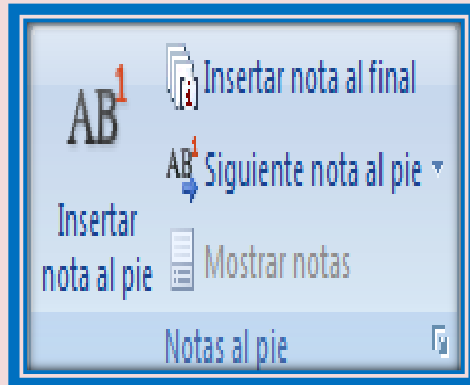 AB1
Insertar
nota al pie
Insertar nota al final
AB1
Siguiente nota al pie
Mostrar notas
Notas al pie